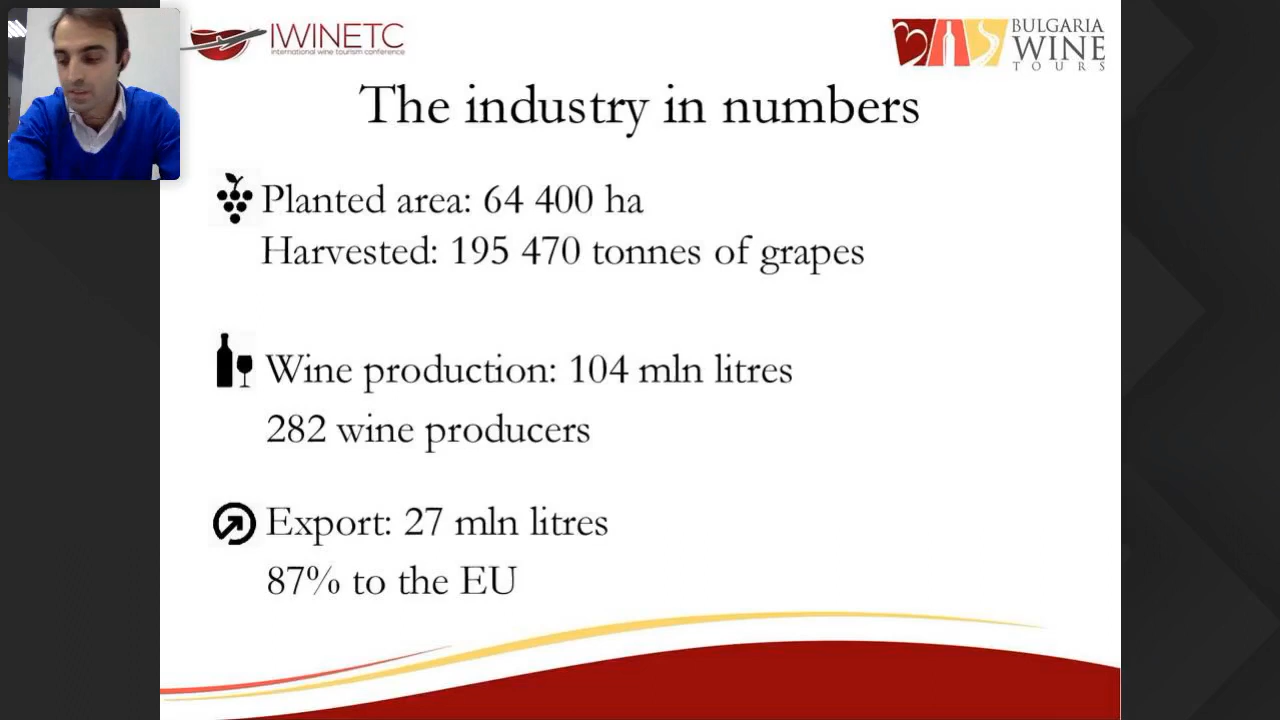 IWINETC
international wine tourism conference
BULGARIA
WINE
TOURS
The industry in numbers
Planted area: 64 400 ha
Harvested: 195 470 tonnes of grapes
Wine production: 104 mln litres
282 wine producers
Export: 27 mln litres
87% to the EU